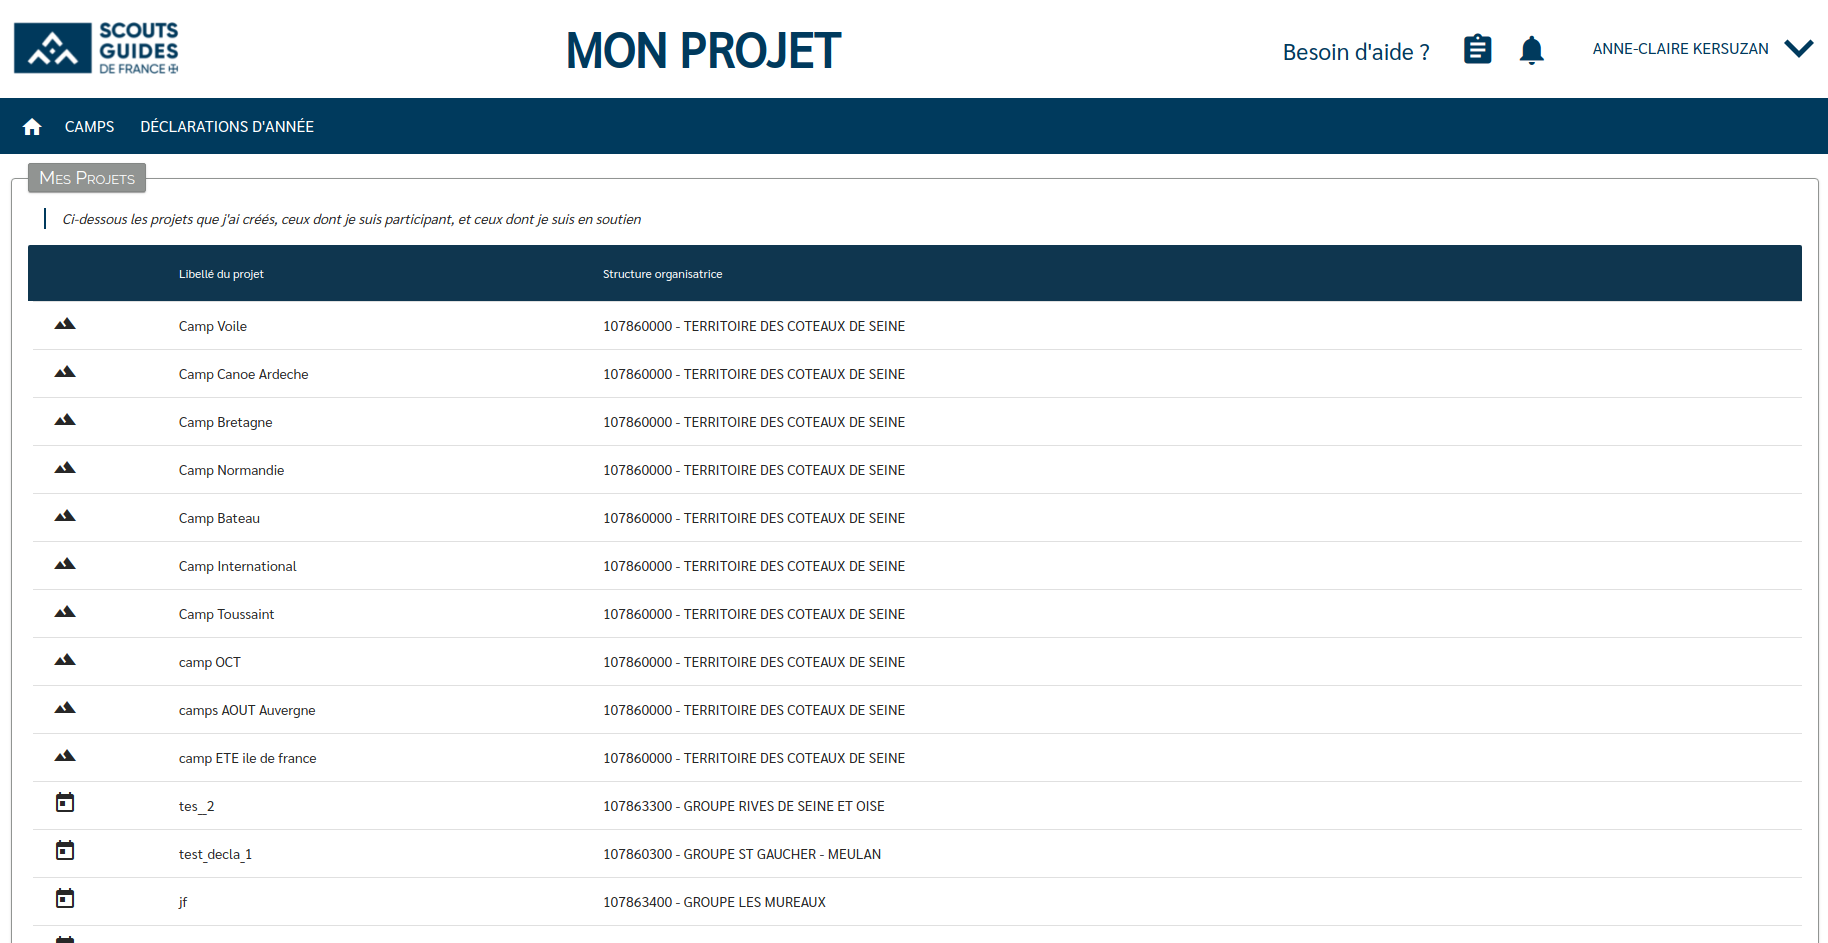 SCOUTS
GUIDES
DE FRANCE
MON PROJET
Besoin d'aide ?
ANNE-CLAIRE KERSUZAN
CAMPS DÉCLARATIONS D'ANNÉE
Mes Projets
Ci-dessous les projets que j'ai créés, ceux dont je suis participant, et ceux dont je suis en soutien
Libellé du projet Structure organisatrice
Camp Voile 107860000 - TERRITOIRE DES COTEAUX DE SEINE
Camp Canoe Ardeche 107860000 - TERRITOIRE DES COTEAUX DE SEINE
Camp Bretagne 107860000 - TERRITOIRE DES COTEAUX DE SEINE
Camp Normandie 107860000 - TERRITOIRE DES COTEAUX DE SEINE
Camp Bateau 107860000 - TERRITOIRE DES COTEAUX DE SEINE
Camp International 107860000 - TERRITOIRE DES COTEAUX DE SEINE
Camp Toussaint 107860000 - TERRITOIRE DES COTEAUX DE SEINE
camp OCT 107860000 - TERRITOIRE DES COTEAUX DE SEINE
camps AOUT Auvergne 107860000 - TERRITOIRE DES COTEAUX DE SEINE
camp ETE ile de france 107860000 - TERRITOIRE DES COTEAUX DE SEINE
tes__2 107863300 - GROUPE RIVES DE SEINE ET OISE
test_decla_1 107860300 - GROUPE ST GAUCHER - MEULAN
jf 107863400 - GROUPE LES MUREAUX